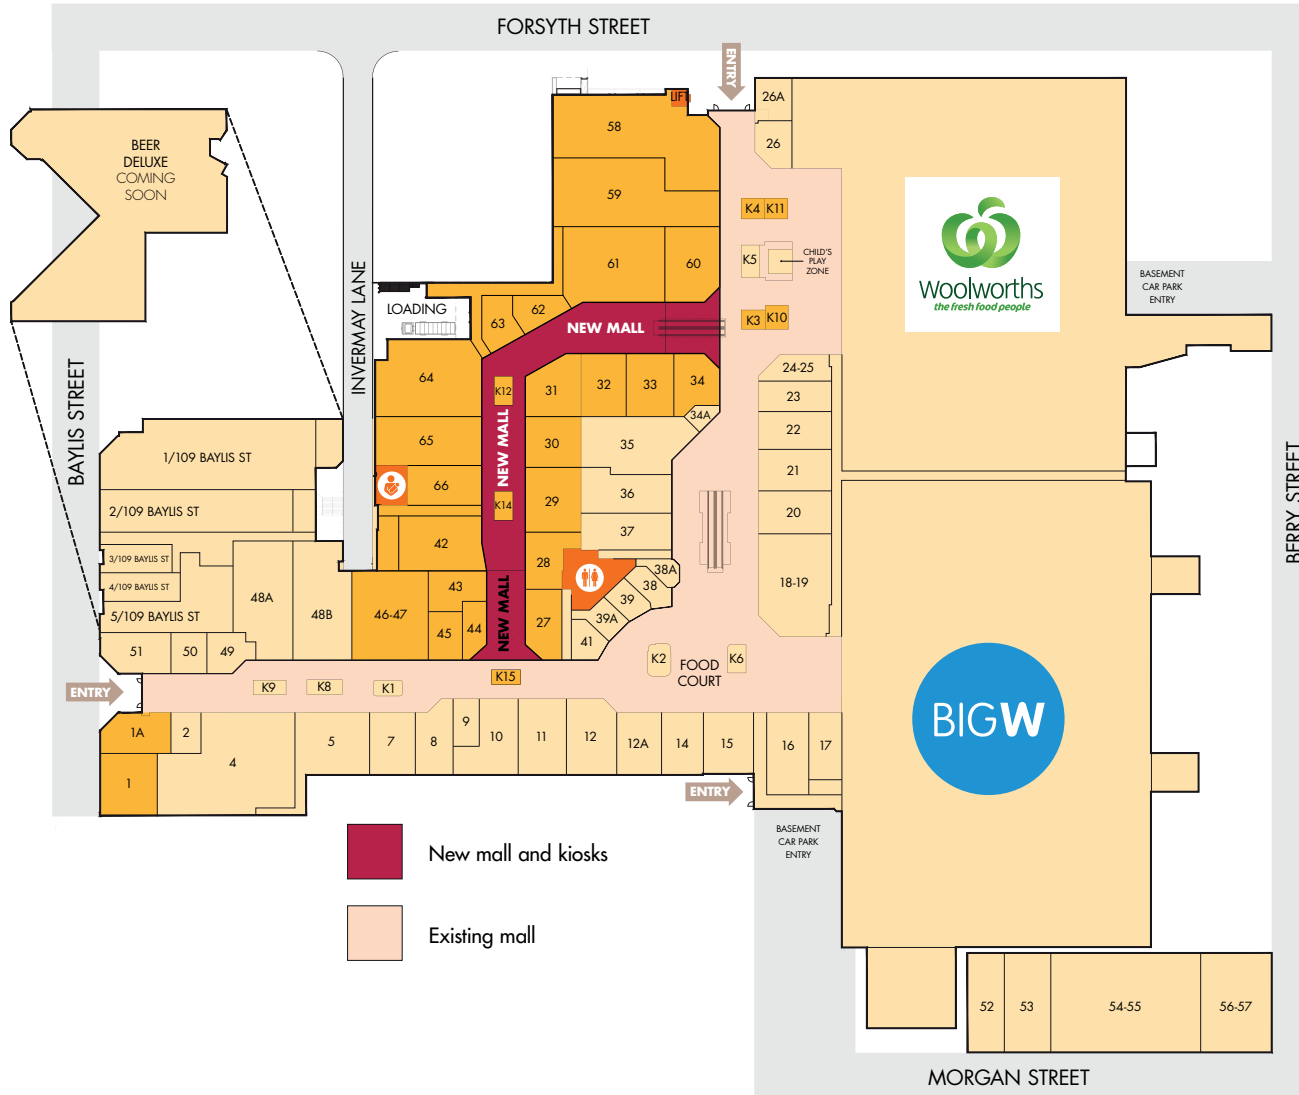 FORSYTH STREET
ENTRY
LIFT
26A
58
BEER
DELUXE
COMING
SOON
26
59
K4
K11
Woolworths
the fresh food people
INVERMAY LANE
61
60
K5
CHILD'S
PLAY
ZONE
BASEMENT
CAR PARK
ENTRY
LOADING
63
62
NEW MALL
K3
K10
BAYLIS STREET
64
K12
31
32
33
34
24-25
23
34A
NEW MALL
22
1/109 BAYLIS ST
65
30
35
21
66
K14
29
36
20
2/109 BAYLIS ST
37
BERRY STREET
42
28
38A
3/109 BAYLIS ST
4/109 BAYLIS ST
5/109 BAYLIS ST
48A
48B
46-47
43
45
44
NEW MALL
27
38
39
39A
41
18-19
51
50
49
K2
K6
FOOD
COURT
ENTRY
K9
K8
K1
K15
BIGW
1A
2
4
5
7
8
9
10
11
12
12A
14
15
16
17
1
ENTRY
BASEMENT
CAR PARK
ENTRY
New mall and kiosks
Existing mall
52
53
54-55
56-57
MORGAN STREET